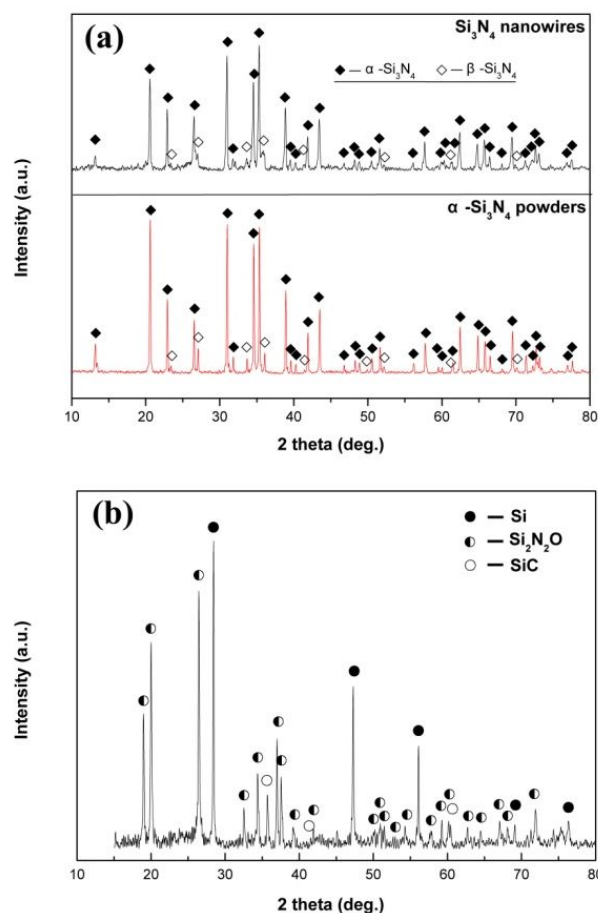 (a)
Si₃N₄ nanowires
◆ — α -Si₃N₄ ◇ — β -Si₃N₄
α -Si₃N₄ powders
Intensity (a.u.)
10 20 30 40 50 60 70 80
2 theta (deg.)
(b)
● — Si
◐ — Si₂N₂O
○ — SiC
Intensity (a.u.)
10 20 30 40 50 60 70 80
2 theta (deg.)